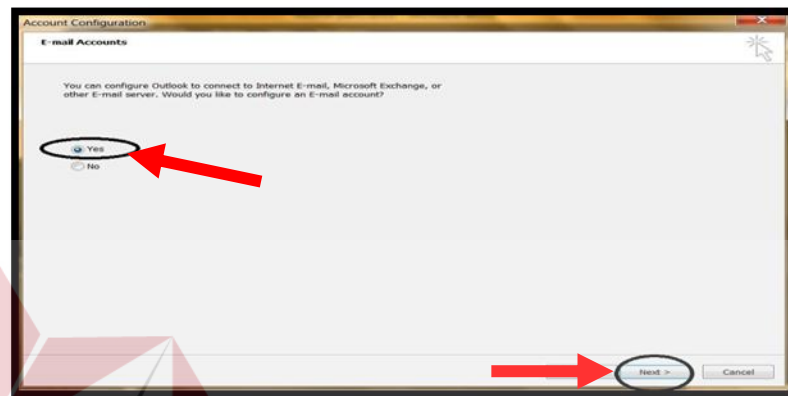 Account Configuration
E-mail Accounts
You can configure Outlook to connect to Internet E-mail, Microsoft Exchange, or
other E-mail server. Would you like to configure an E-mail account?
Yes
No
Next >
Cancel